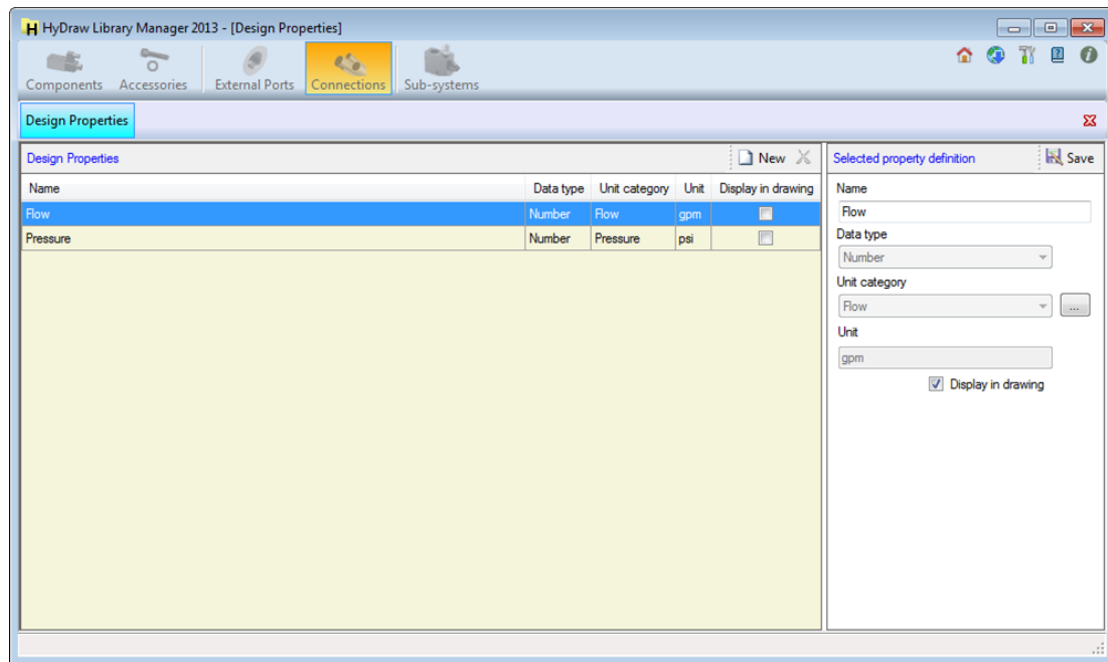 HyDraw Library Manager 2013 - [Design Properties]
Components Accessories External Ports Connections Sub-systems
Design Properties
Design Properties New Selected property definition Save
Name Data type Unit category Unit Display in drawing Name
Flow Number Flow gpm Flow
Pressure Number Pressure psi Data type
Number
Unit category
Flow ...
Unit
gpm
Display in drawing